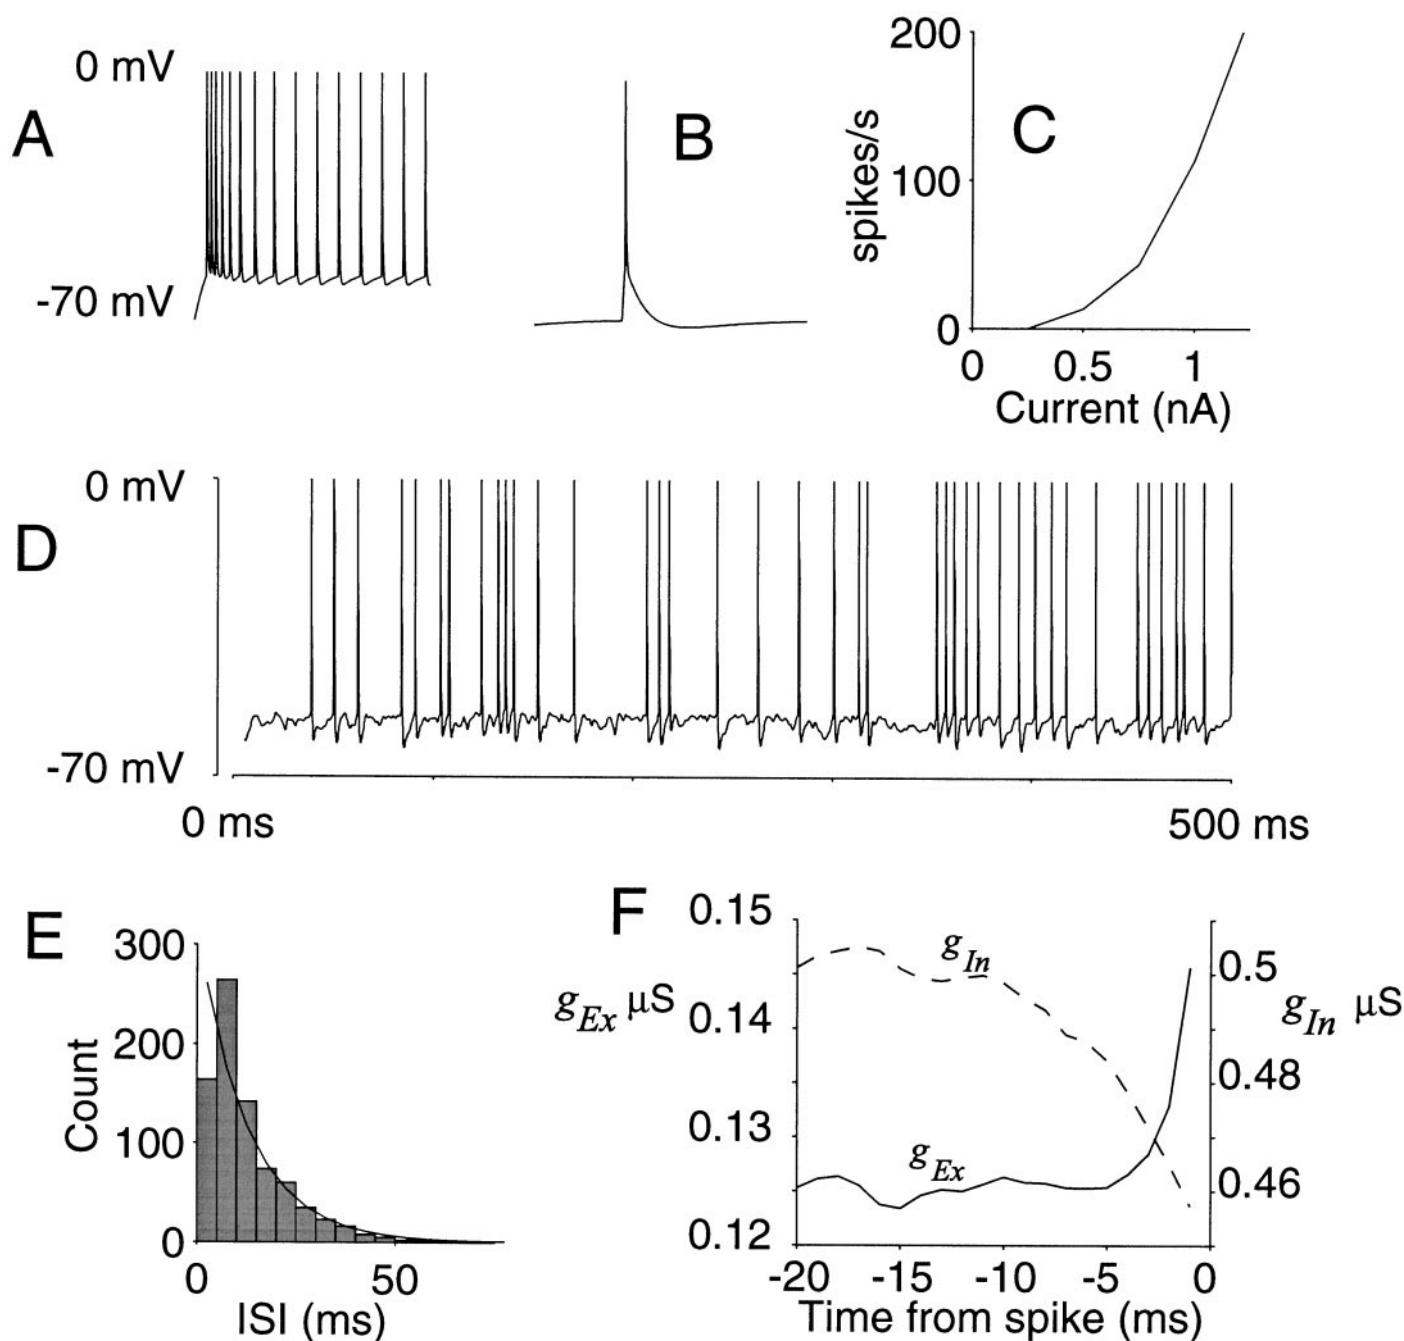 A
0 mV
-70 mV
B
C
spikes/s
200
100
0
0 0.5 1
Current (nA)
D
0 mV
-70 mV
0 ms 500 ms
E
Count
300
200
100
0
0 50
ISI (ms)
F
g_Ex µS
0.15
0.14
0.13
0.12
g_In
g_Ex
0.5
0.48
0.46
g_In µS
-20 -15 -10 -5 0
Time from spike (ms)